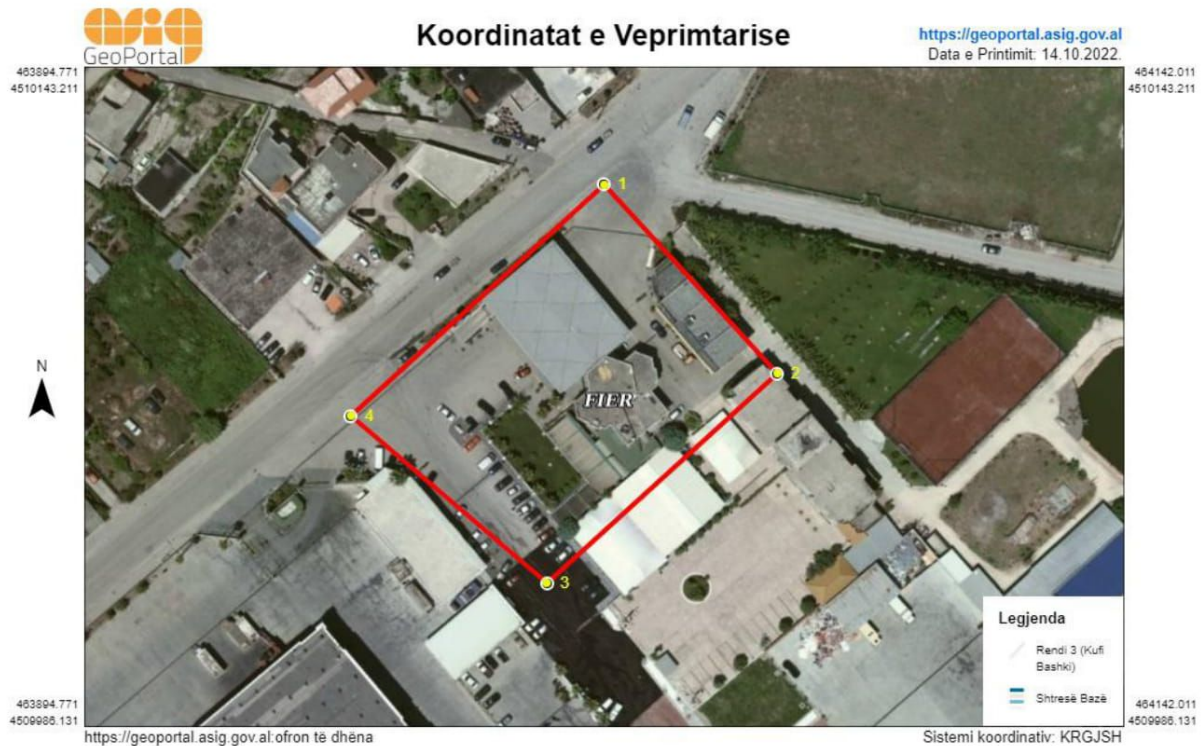 asig
GeoPortal
Koordinatat e Veprimtarise
https://geoportal.asig.gov.al
Data e Printimit: 14.10.2022.
463894.771
4510143.211
464142.011
4510143.211
1
2
FIER
4
3
N
Legjenda
Rendi 3 (Kufi
Bashki)
Shtresë Bazë
463894.771
4509986.131
464142.011
4509986.131
https://geoportal.asig.gov.al:ofron të dhëna
Sistemi koordinativ: KRGJSH